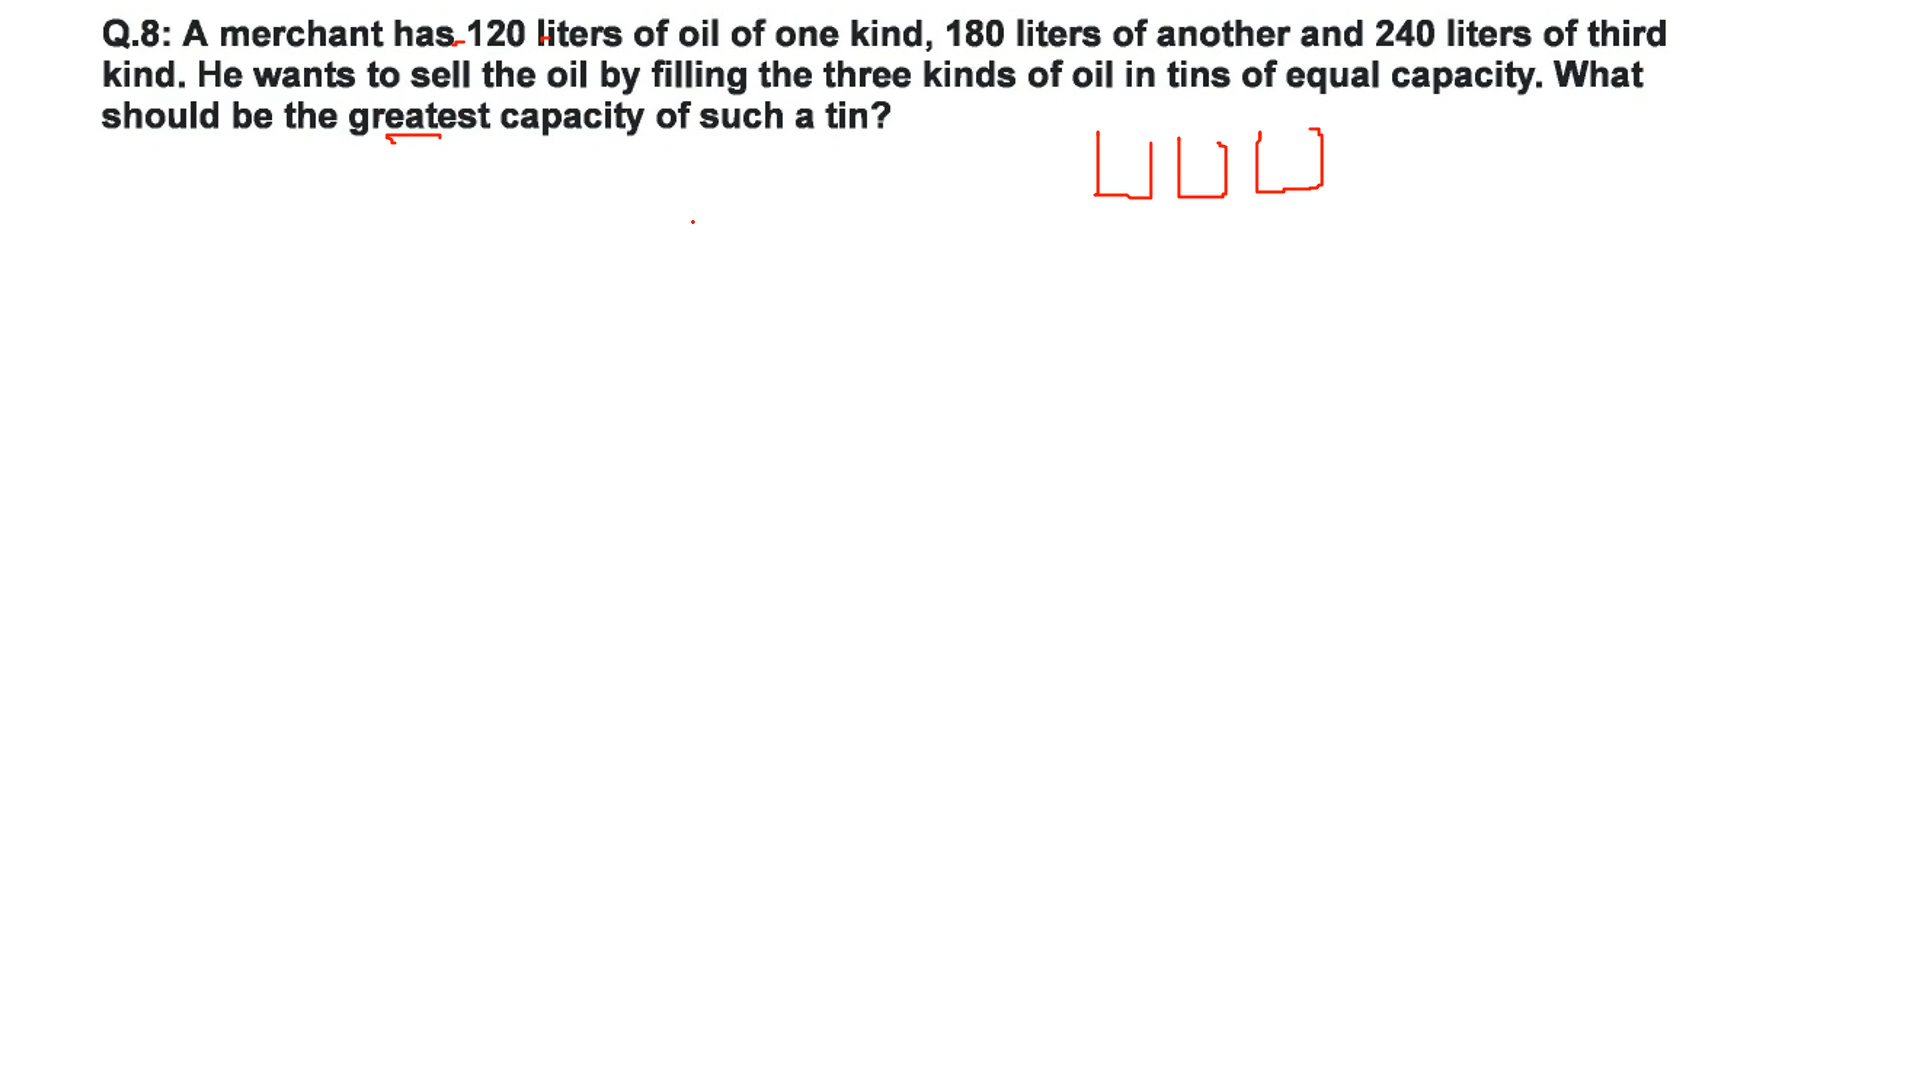 Q.8: A merchant has 120 liters of oil of one kind, 180 liters of another and 240 liters of third
kind. He wants to sell the oil by filling the three kinds of oil in tins of equal capacity. What
should be the greatest capacity of such a tin?